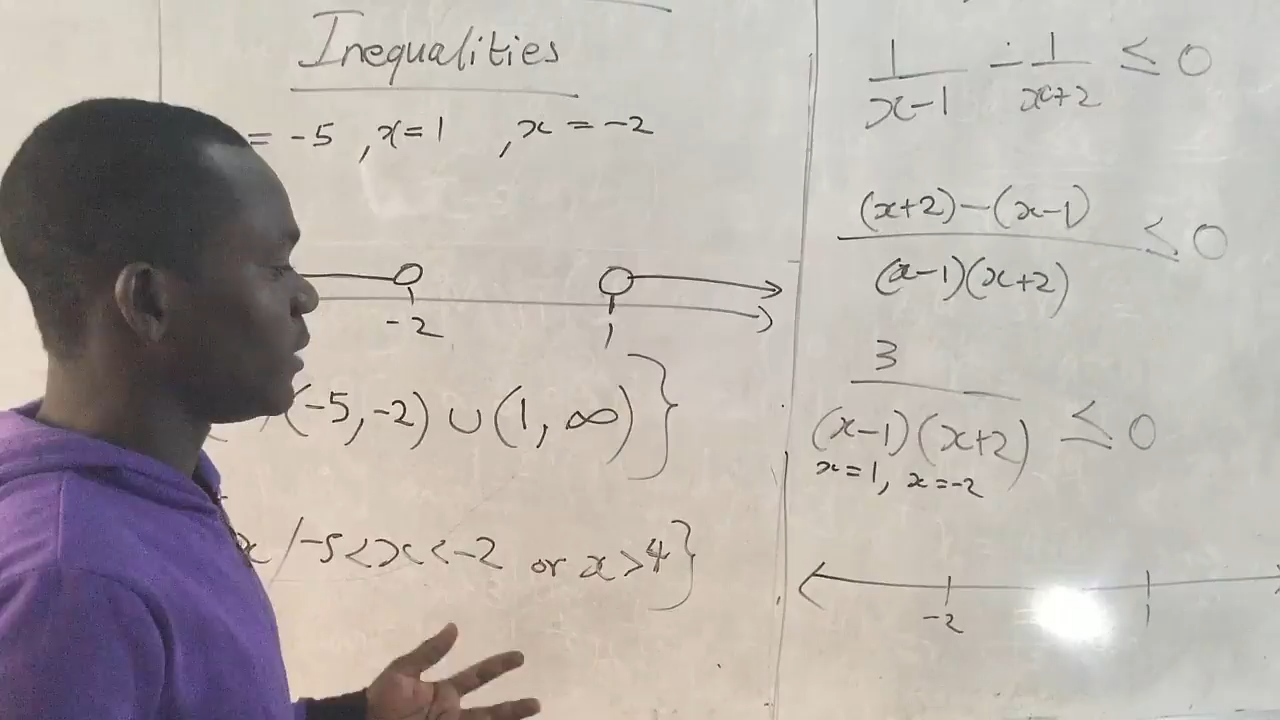 Inequalities
= -5 , x=1 , x = -2
-2 1
(-5, -2) ∪ (1, ∞) }
x / -5 < x < -2 or x > 4 }
1/(x-1) - 1/(x+2) ≤ 0
((x+2)-(x-1))/((x-1)(x+2)) ≤ 0
3/((x-1)(x+2)) ≤ 0
x=1, x=-2
-2 1